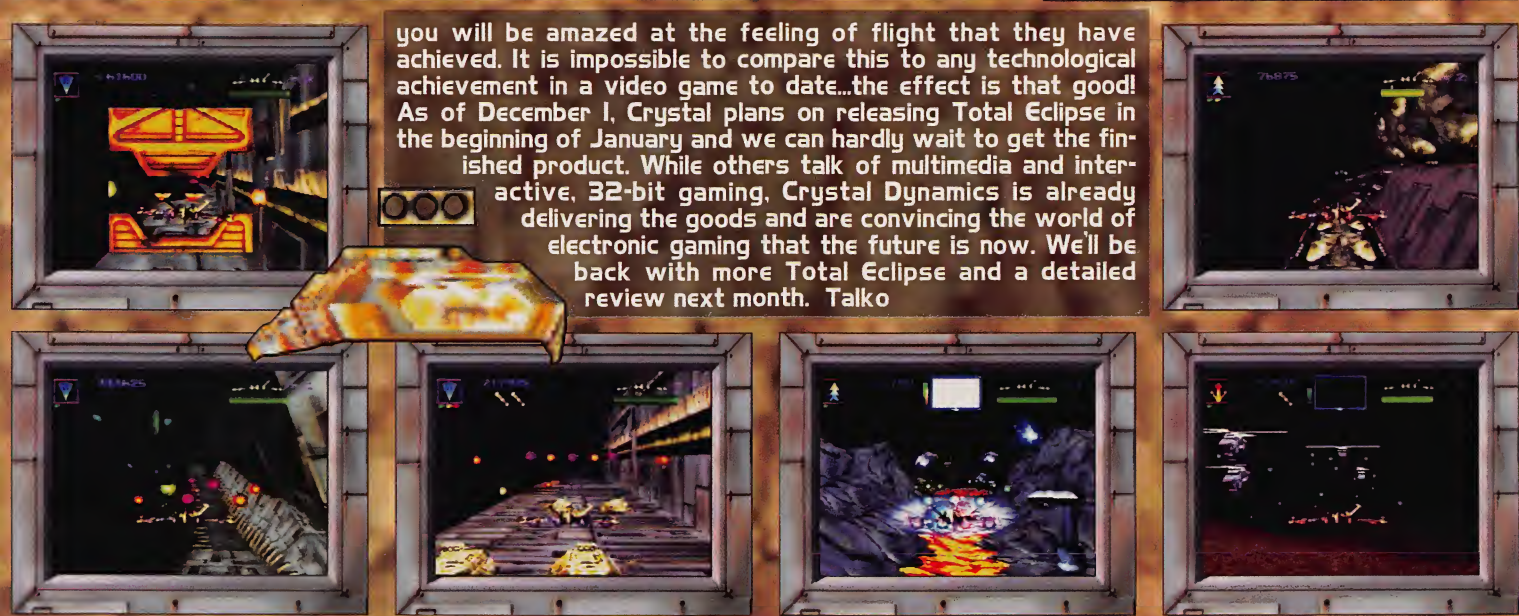 you will be amazed at the feeling of flight that they have
achieved. It is impossible to compare this to any technological
achievement in a video game to date...the effect is that good!
As of December 1, Crystal plans on releasing Total Eclipse in
the beginning of January and we can hardly wait to get the fin-
ished product. While others talk of multimedia and inter-
active, 32-bit gaming, Crystal Dynamics is already
delivering the goods and are convincing the world of
electronic gaming that the future is now. We'll be
back with more Total Eclipse and a detailed
review next month. Talko
76875